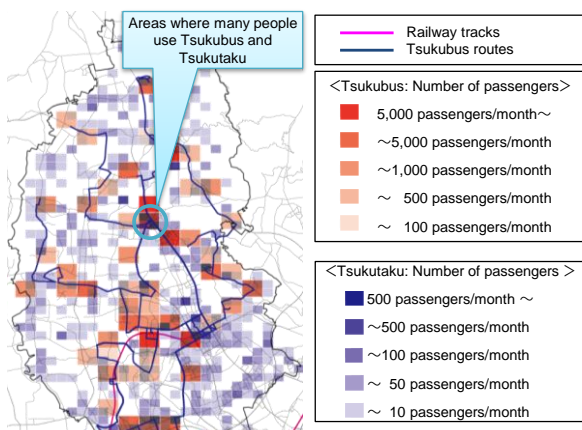 Areas where many people
use Tsukubus and
Tsukutaku
Railway tracks
Tsukubus routes
<Tsukubus: Number of passengers>
5,000 passengers/month～
～5,000 passengers/month
～1,000 passengers/month
～ 500 passengers/month
～ 100 passengers/month
<Tsukutaku: Number of passengers >
500 passengers/month ～
～500 passengers/month
～100 passengers/month
～ 50 passengers/month
～ 10 passengers/month